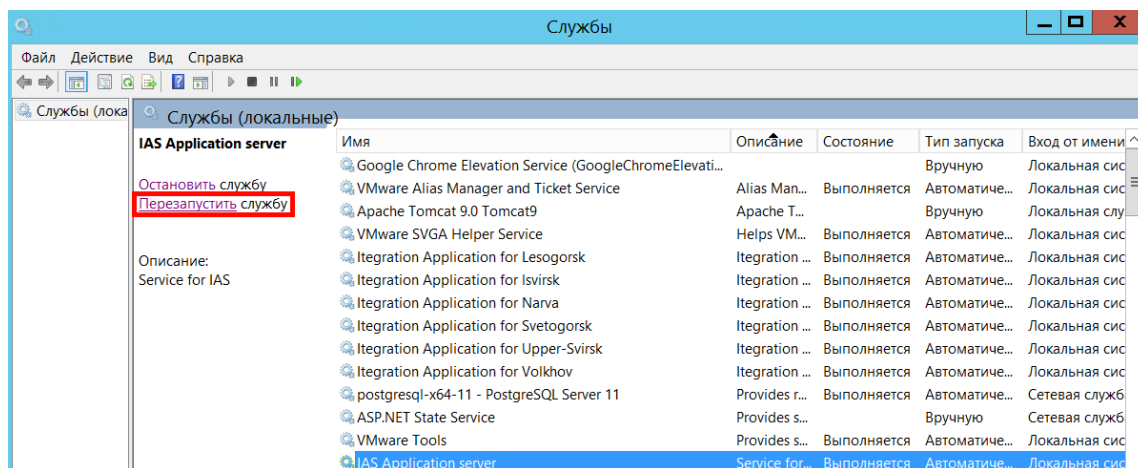 Службы
Файл Действие Вид Справка
Службы (лока
Службы (локальные)
IAS Application server
Остановить службу
Перезапустить службу
Описание:
Service for IAS
Имя Описание Состояние Тип запуска Вход от имени
Google Chrome Elevation Service (GoogleChromeElevati... Вручную Локальная сис
VMware Alias Manager and Ticket Service Alias Man... Выполняется Автоматиче... Локальная сис
Apache Tomcat 9.0 Tomcat9 Apache T... Вручную Локальная слу
VMware SVGA Helper Service Helps VM... Выполняется Автоматиче... Локальная сис
Itegration Application for Lesogorsk Itegration ... Выполняется Автоматиче... Локальная сис
Itegration Application for Isvirsk Itegration ... Выполняется Автоматиче... Локальная сис
Itegration Application for Narva Itegration ... Выполняется Автоматиче... Локальная сис
Itegration Application for Svetogorsk Itegration ... Выполняется Автоматиче... Локальная сис
Itegration Application for Upper-Svirsk Itegration ... Выполняется Автоматиче... Локальная сис
Itegration Application for Volkhov Itegration ... Выполняется Автоматиче... Локальная сис
postgresql-x64-11 - PostgreSQL Server 11 Provides r... Выполняется Автоматиче... Сетевая служб
ASP.NET State Service Provides s... Вручную Сетевая служб
VMware Tools Provides s... Выполняется Автоматиче... Локальная сис
IAS Application server Service for... Выполняется Автоматиче... Локальная сис